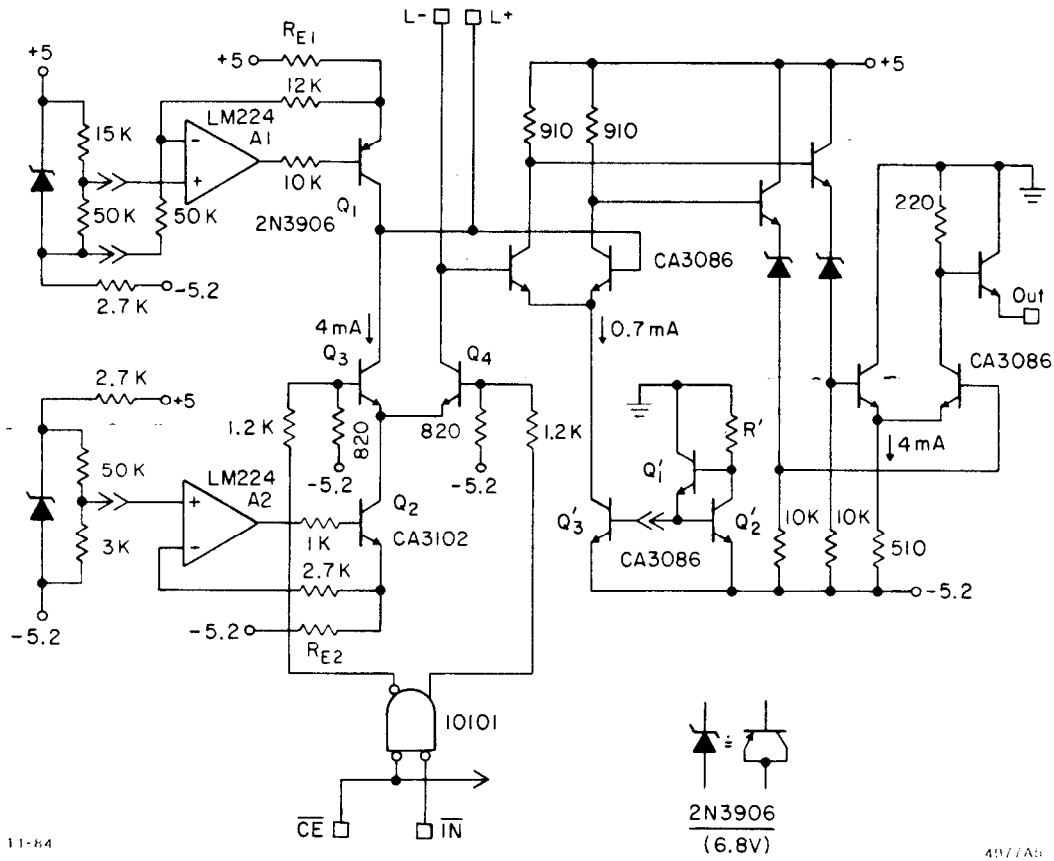 L- L+
R_E1
+5
+5
+5
12K
LM224
A1
15K
-
+
10K
50K
50K
Q1
2N3906
-5.2
2.7K
910
910
220
CA3086
Out
4mA
0.7mA
Q3
Q4
CA3086
2.7K
+5
1.2K
820
820
1.2K
R'
4mA
-5.2
-5.2
50K
LM224
A2
+
-
Q2
CA3102
1K
3K
2.7K
-5.2
-5.2
R_E2
Q'1
Q'3
Q'2
CA3086
10K
10K
510
-5.2
10101
CE
IN
=
2N3906
(6.8V)
11-84
4977A5